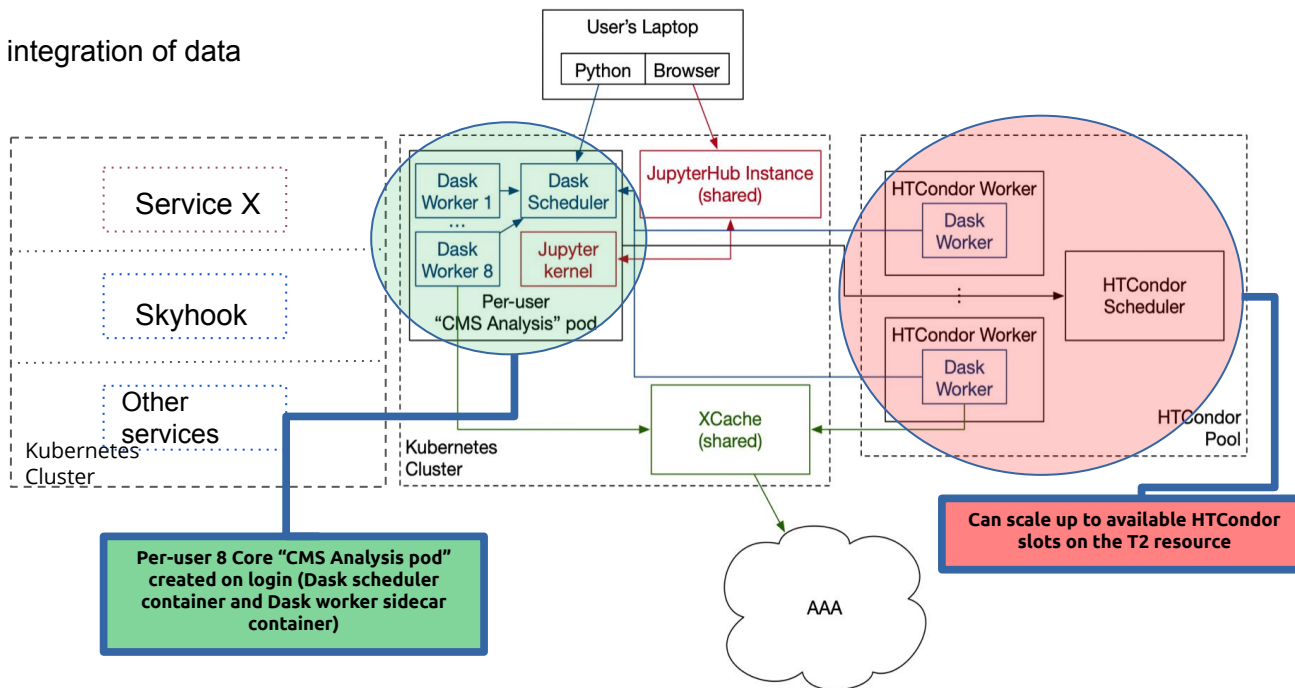 integration of data
User's Laptop
Python
Browser
Service X
Skyhook
Other
services
Kubernetes
Cluster
Dask
Worker 1
...
Dask
Worker 8
Dask
Scheduler
Jupyter
kernel
Per-user
“CMS Analysis” pod
JupyterHub Instance
(shared)
Kubernetes
Cluster
XCache
(shared)
HTCondor Worker
Dask
Worker
...
HTCondor Worker
Dask
Worker
HTCondor
Scheduler
HTCondor
Pool
Per-user 8 Core “CMS Analysis pod”
created on login (Dask scheduler
container and Dask worker sidecar
container)
Can scale up to available HTCondor
slots on the T2 resource
AAA